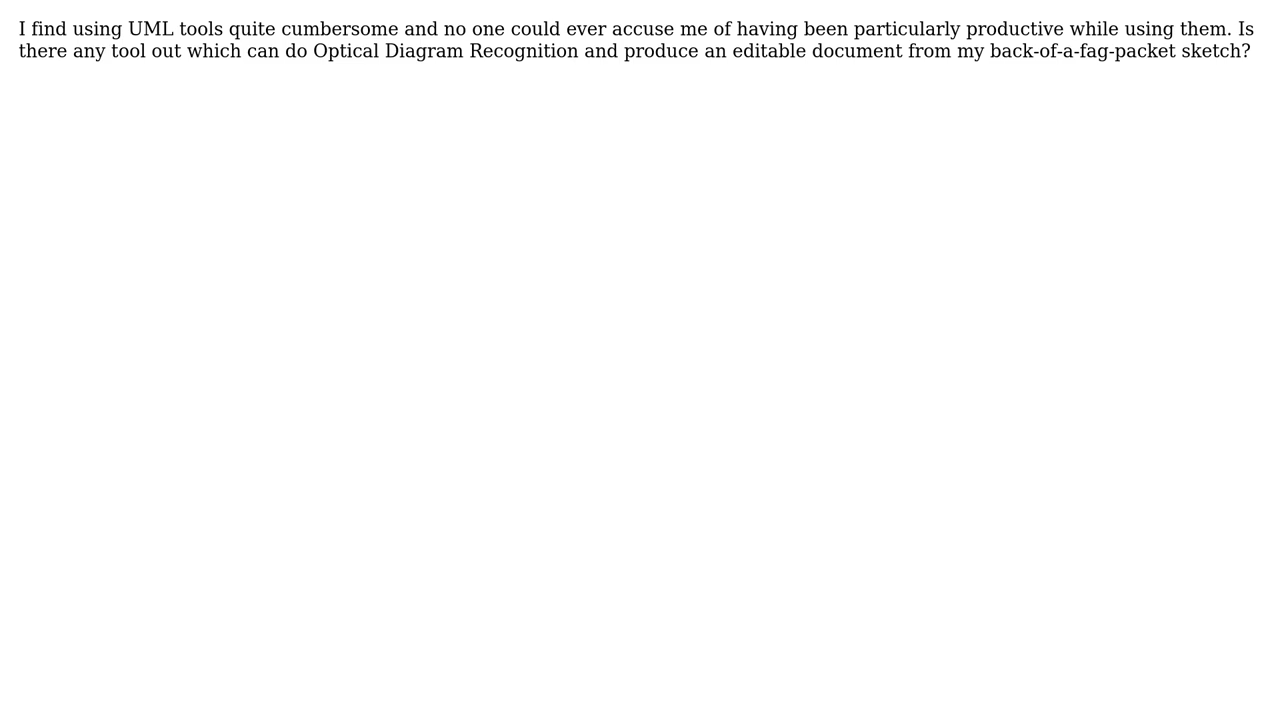 I find using UML tools quite cumbersome and no one could ever accuse me of having been particularly productive while using them. Is
there any tool out which can do Optical Diagram Recognition and produce an editable document from my back-of-a-fag-packet sketch?